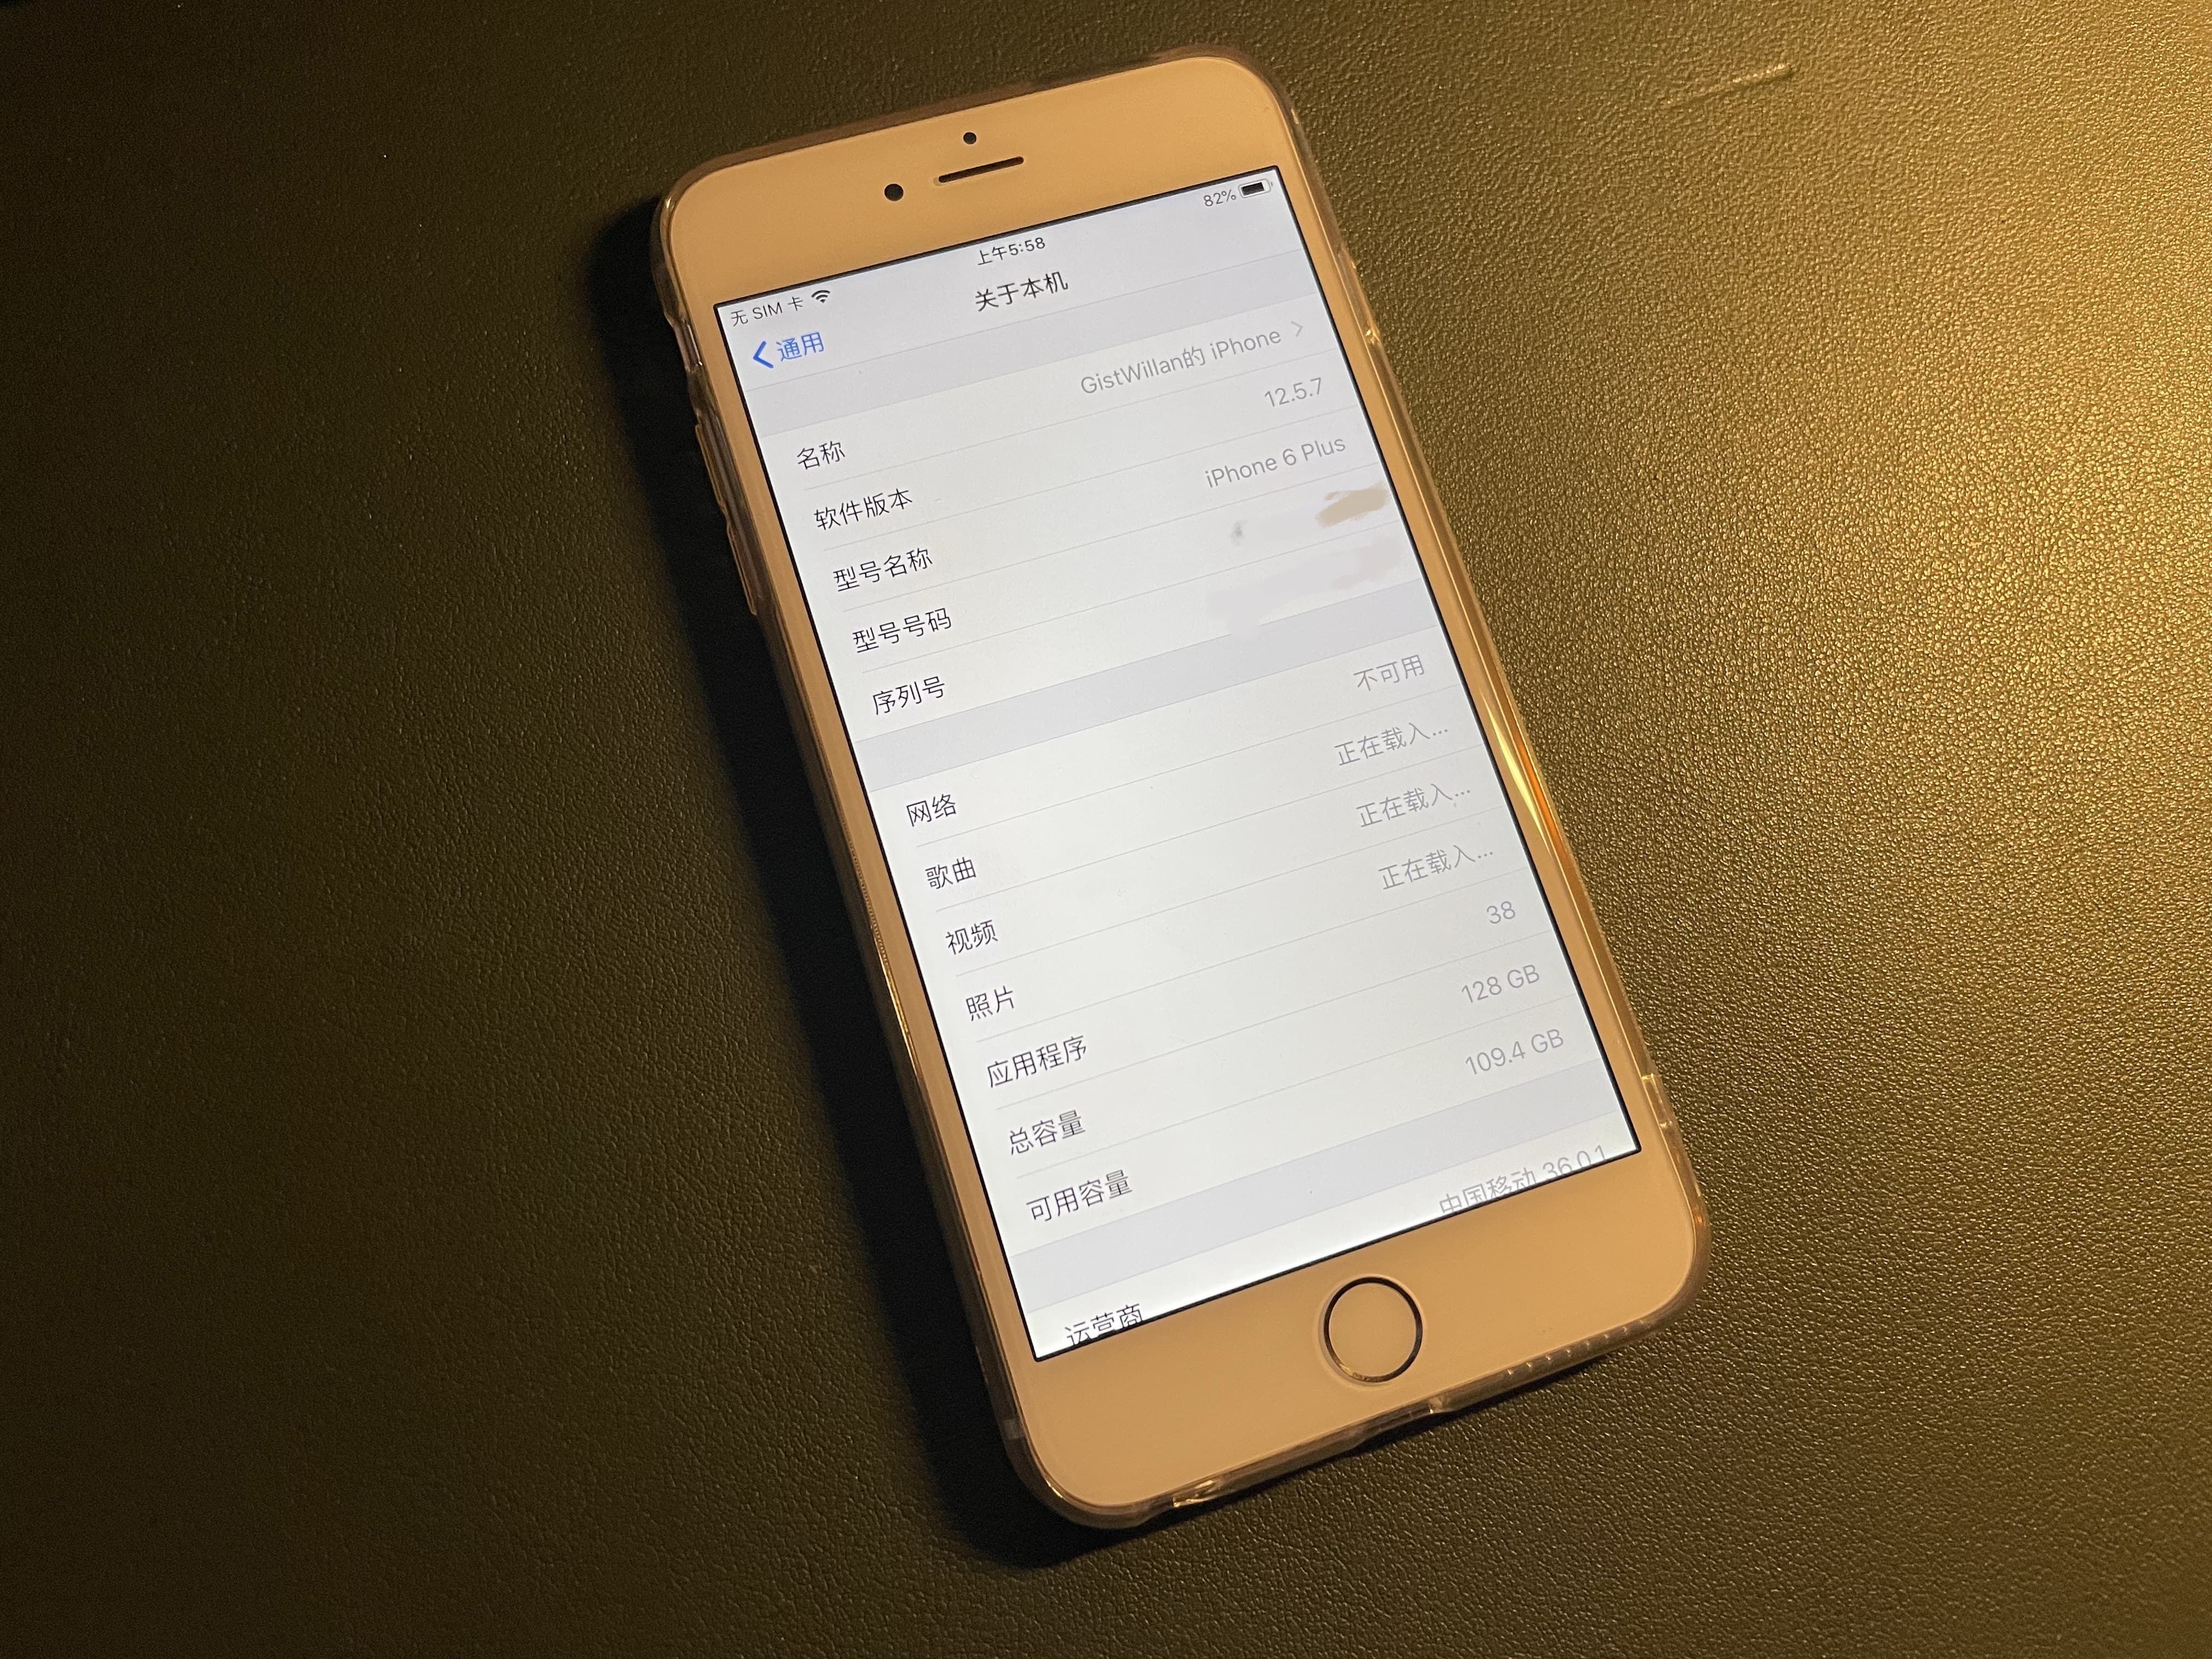 无 SIM 卡
上午5:58
82%
通用
关于本机
名称
GistWillan的 iPhone
软件版本
12.5.7
型号名称
iPhone 6 Plus
型号号码
序列号
网络
不可用
歌曲
正在载入...
视频
正在载入...
照片
正在载入...
应用程序
38
总容量
128 GB
可用容量
109.4 GB
运营商
中国移动 36.0.1